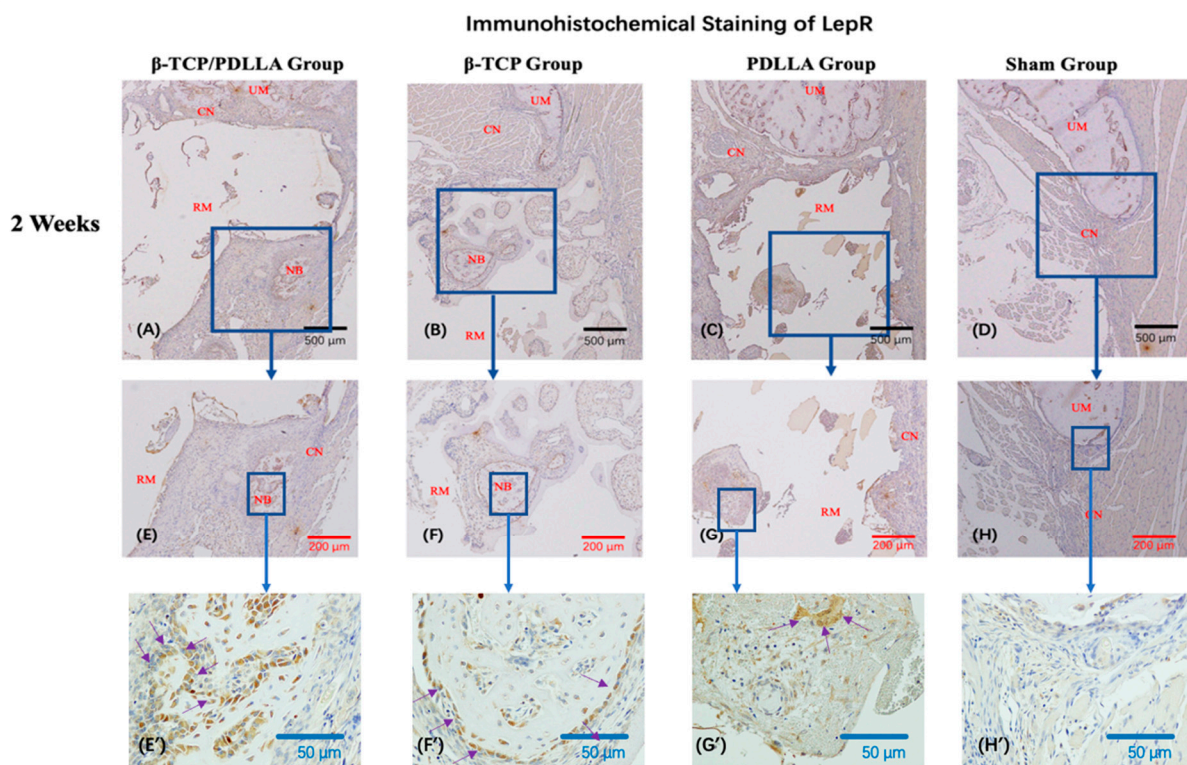 Immunohistochemical Staining of LepR
β-TCP/PDLLA Group
β-TCP Group
PDLLA Group
Sham Group
2 Weeks
UM
CN
RM
NB
(A)
500 μm
UM
CN
NB
RM
(B)
500 μm
UM
CN
RM
(C)
500 μm
UM
CN
(D)
500 μm
CN
RM
NB
(E)
200 μm
RM
NB
(F)
200 μm
CN
RM
(G)
200 μm
UM
CN
(H)
200 μm
(E')
50 μm
(F')
50 μm
(G')
50 μm
(H')
50 μm